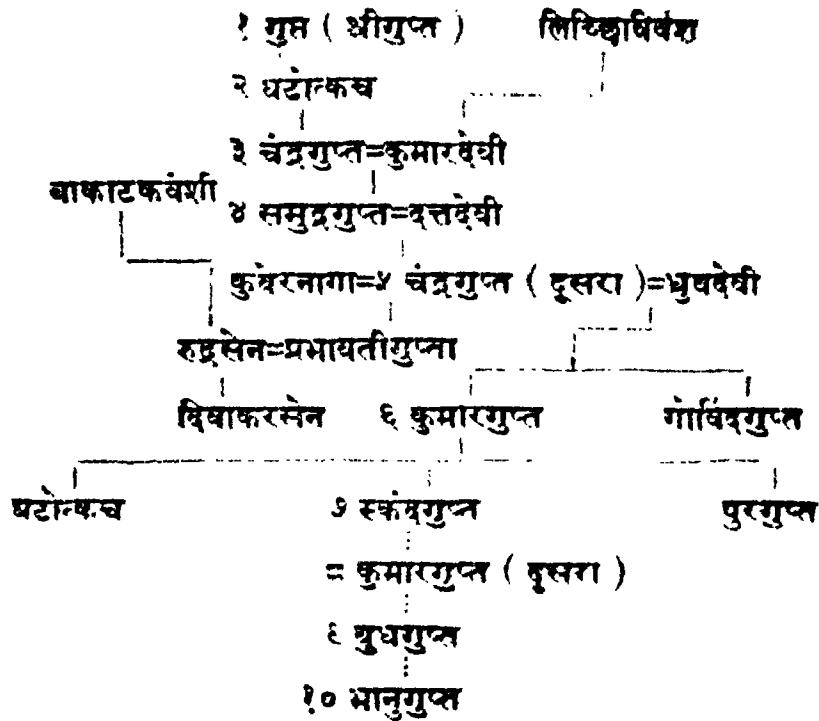 १ गुप्त ( श्रीगुप्त ) लिच्छिविवंश
२ घटोत्कच
३ चंद्रगुप्त=कुमारदेवी
वाकाटकवंशी
४ समुद्रगुप्त=दत्तदेवी
कुवेरनागा=५ चंद्रगुप्त ( दूसरा )=ध्रुवदेवी
रुद्रसेन=प्रभावतीगुप्ता
दिवाकरसेन ६ कुमारगुप्त गोविंदगुप्त
घटोत्कच ७ स्कंदगुप्त पुरगुप्त
८ कुमारगुप्त ( दूसरा )
९ बुधगुप्त
१० भानुगुप्त